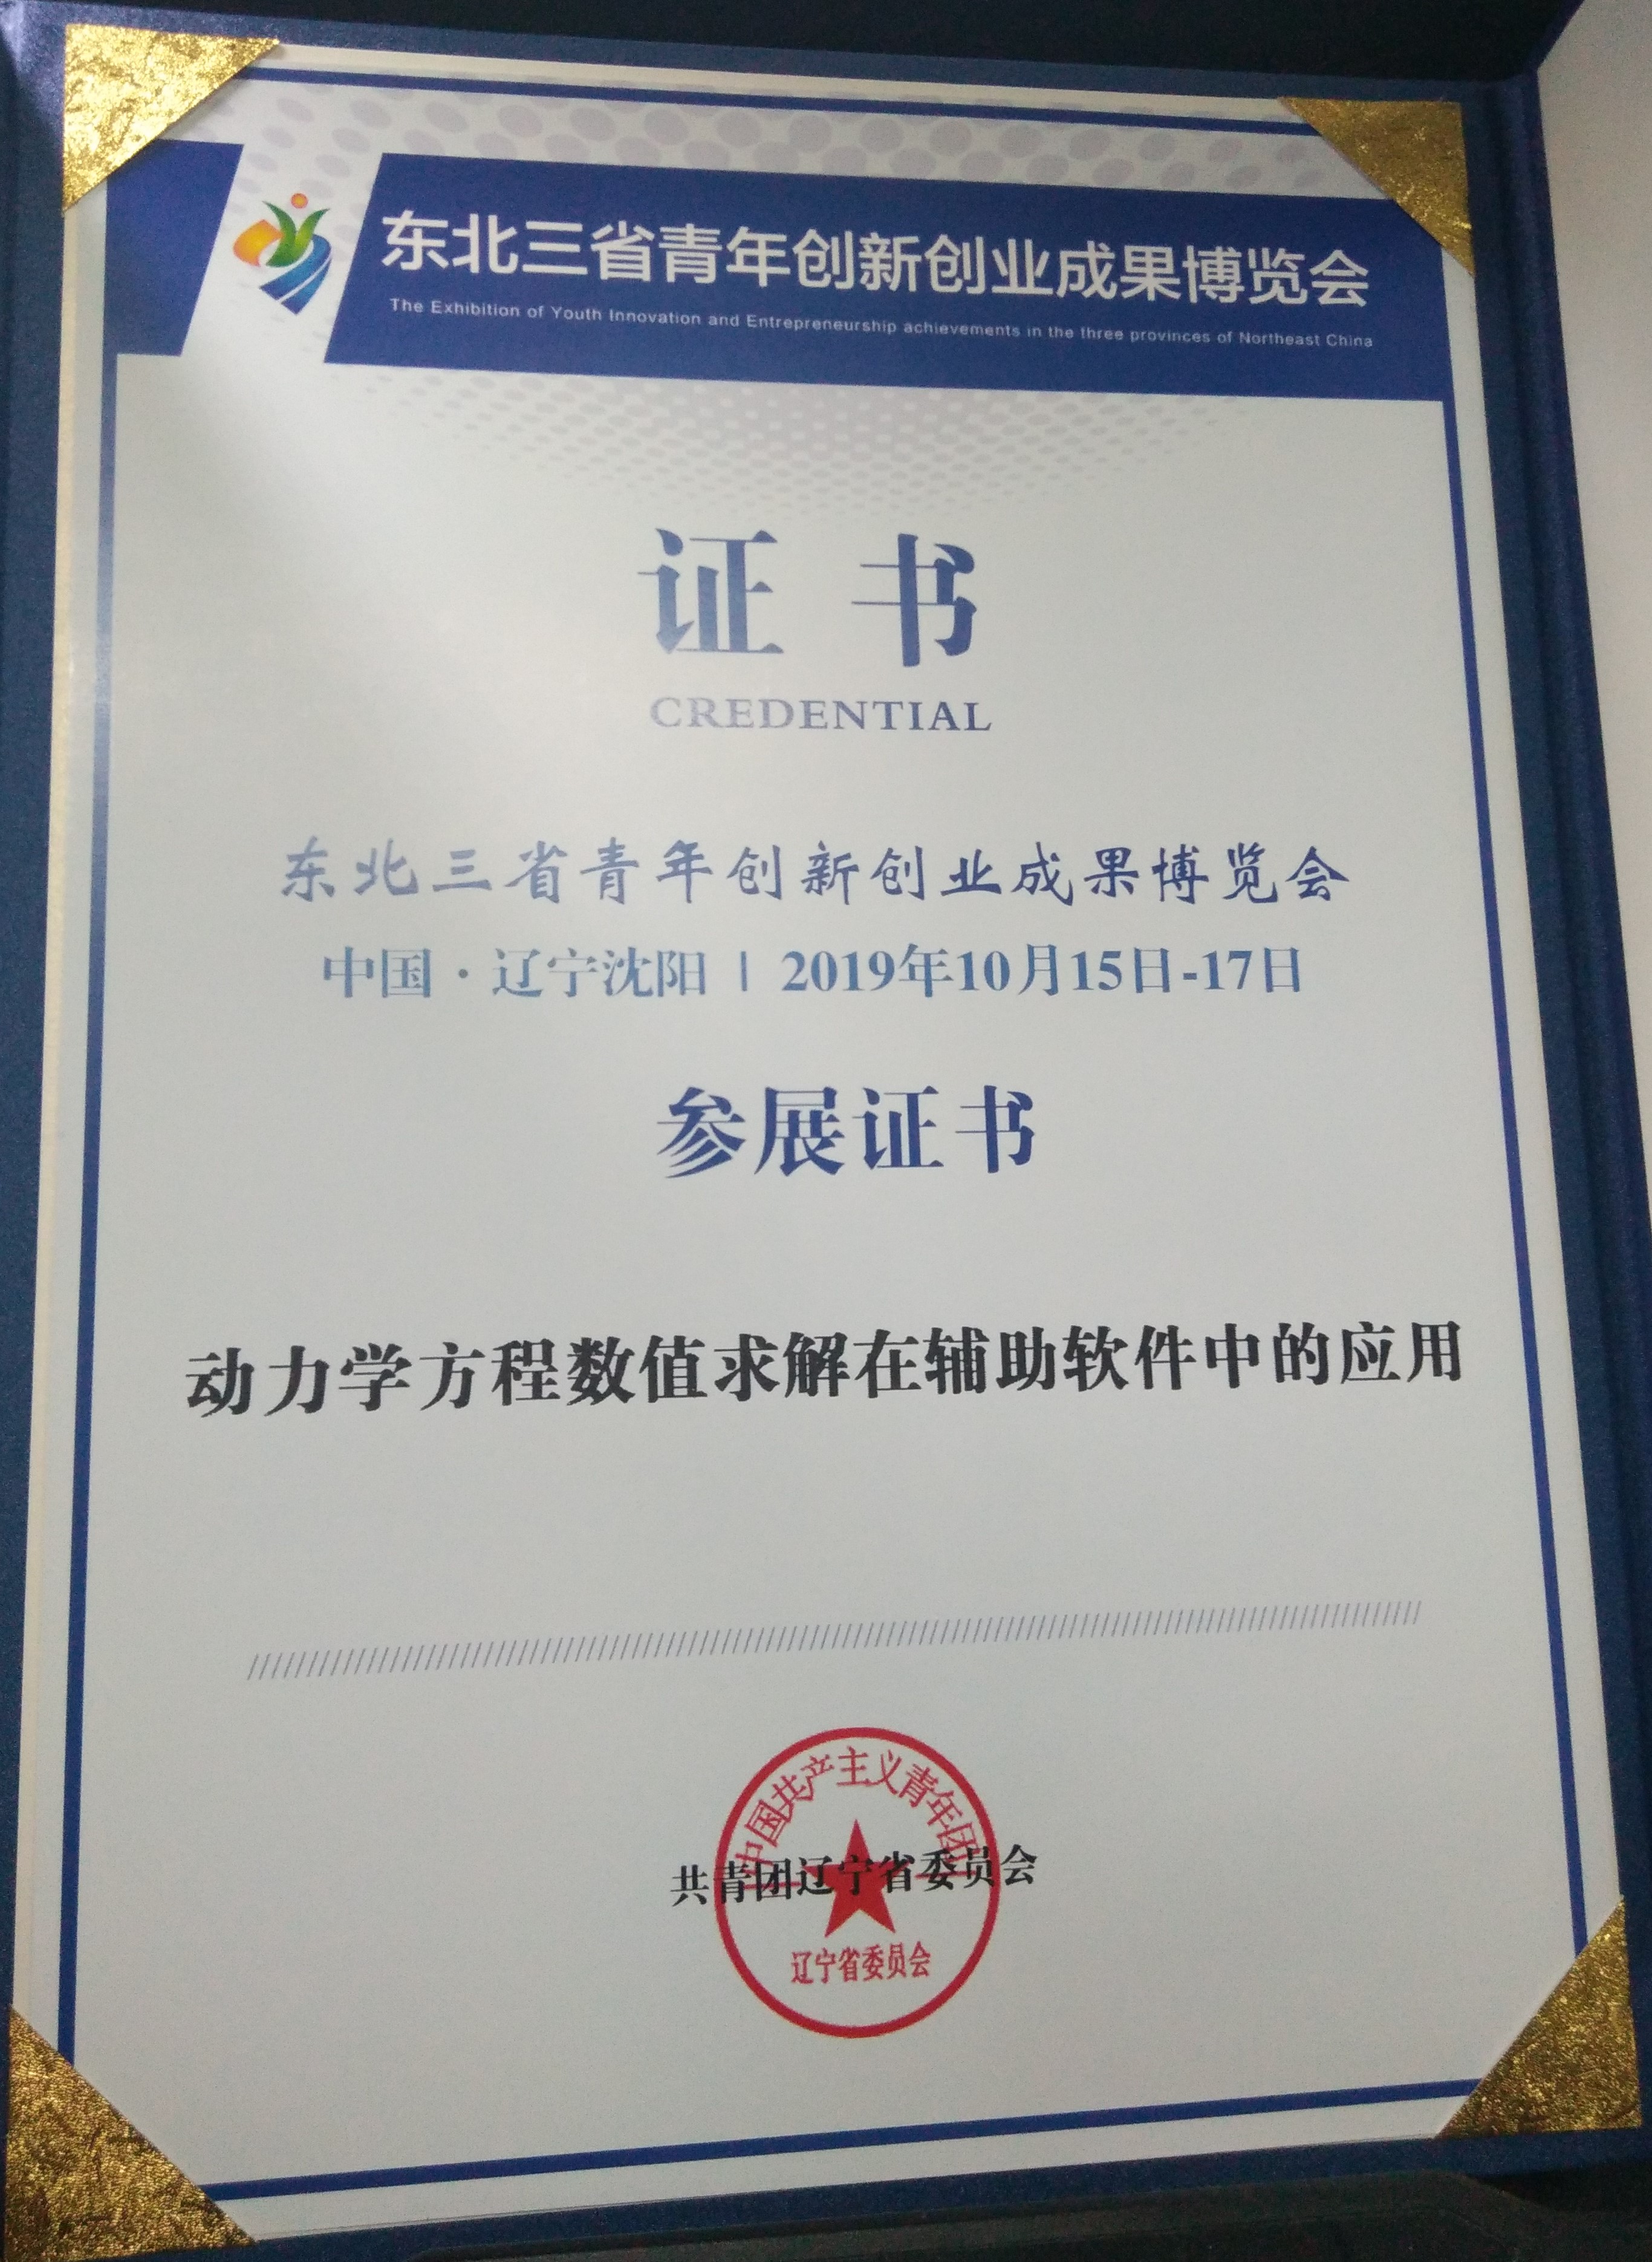 东北三省青年创新创业成果博览会
The Exhibition of Youth Innovation and Entrepreneurship achievements in the three provinces of Northeast China
证书
CREDENTIAL
东北三省青年创新创业成果博览会
中国·辽宁沈阳 | 2019年10月15日-17日
参展证书
动力学方程数值求解在辅助软件中的应用
中国共产主义青年团
共青团辽宁省委员会
辽宁省委员会